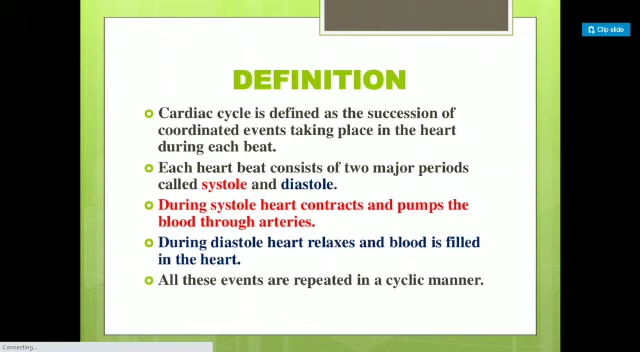 Clip slide
DEFINITION
Cardiac cycle is defined as the succession of
coordinated events taking place in the heart
during each beat.
Each heart beat consists of two major periods
called systole and diastole.
During systole heart contracts and pumps the
blood through arteries.
During diastole heart relaxes and blood is filled
in the heart.
All these events are repeated in a cyclic manner.
Connecting...